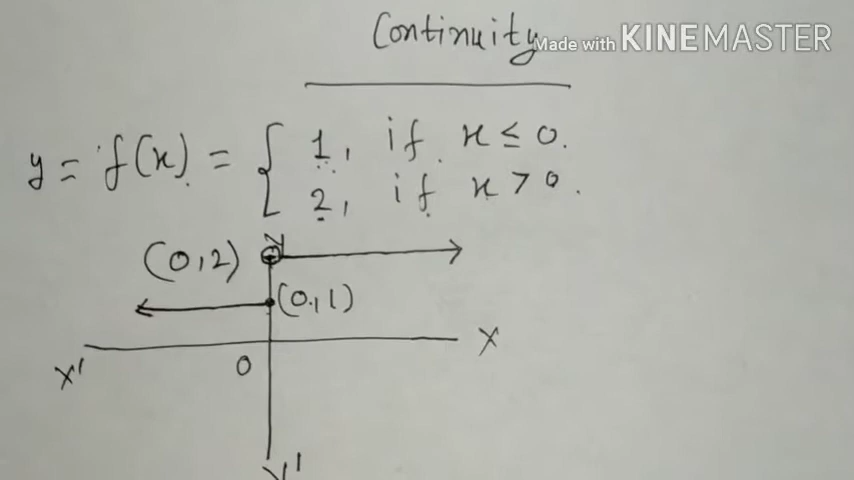 Continuity
Made with KINEMASTER
y = f(x) = { 1, if x ≤ 0.
2, if x > 0.
(0,2)
(0,1)
X' 0 X
Y'